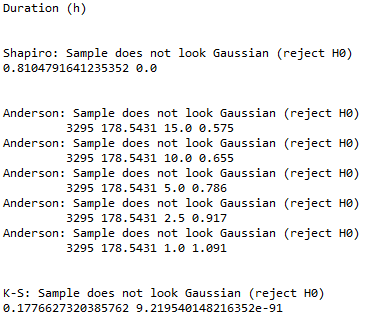 Duration (h)
Shapiro: Sample does not look Gaussian (reject H0)
0.8104791641235352 0.0
Anderson: Sample does not look Gaussian (reject H0)
3295 178.5431 15.0 0.575
Anderson: Sample does not look Gaussian (reject H0)
3295 178.5431 10.0 0.655
Anderson: Sample does not look Gaussian (reject H0)
3295 178.5431 5.0 0.786
Anderson: Sample does not look Gaussian (reject H0)
3295 178.5431 2.5 0.917
Anderson: Sample does not look Gaussian (reject H0)
3295 178.5431 1.0 1.091
K-S: Sample does not look Gaussian (reject H0)
0.1776627320385762 9.219540148216352e-91